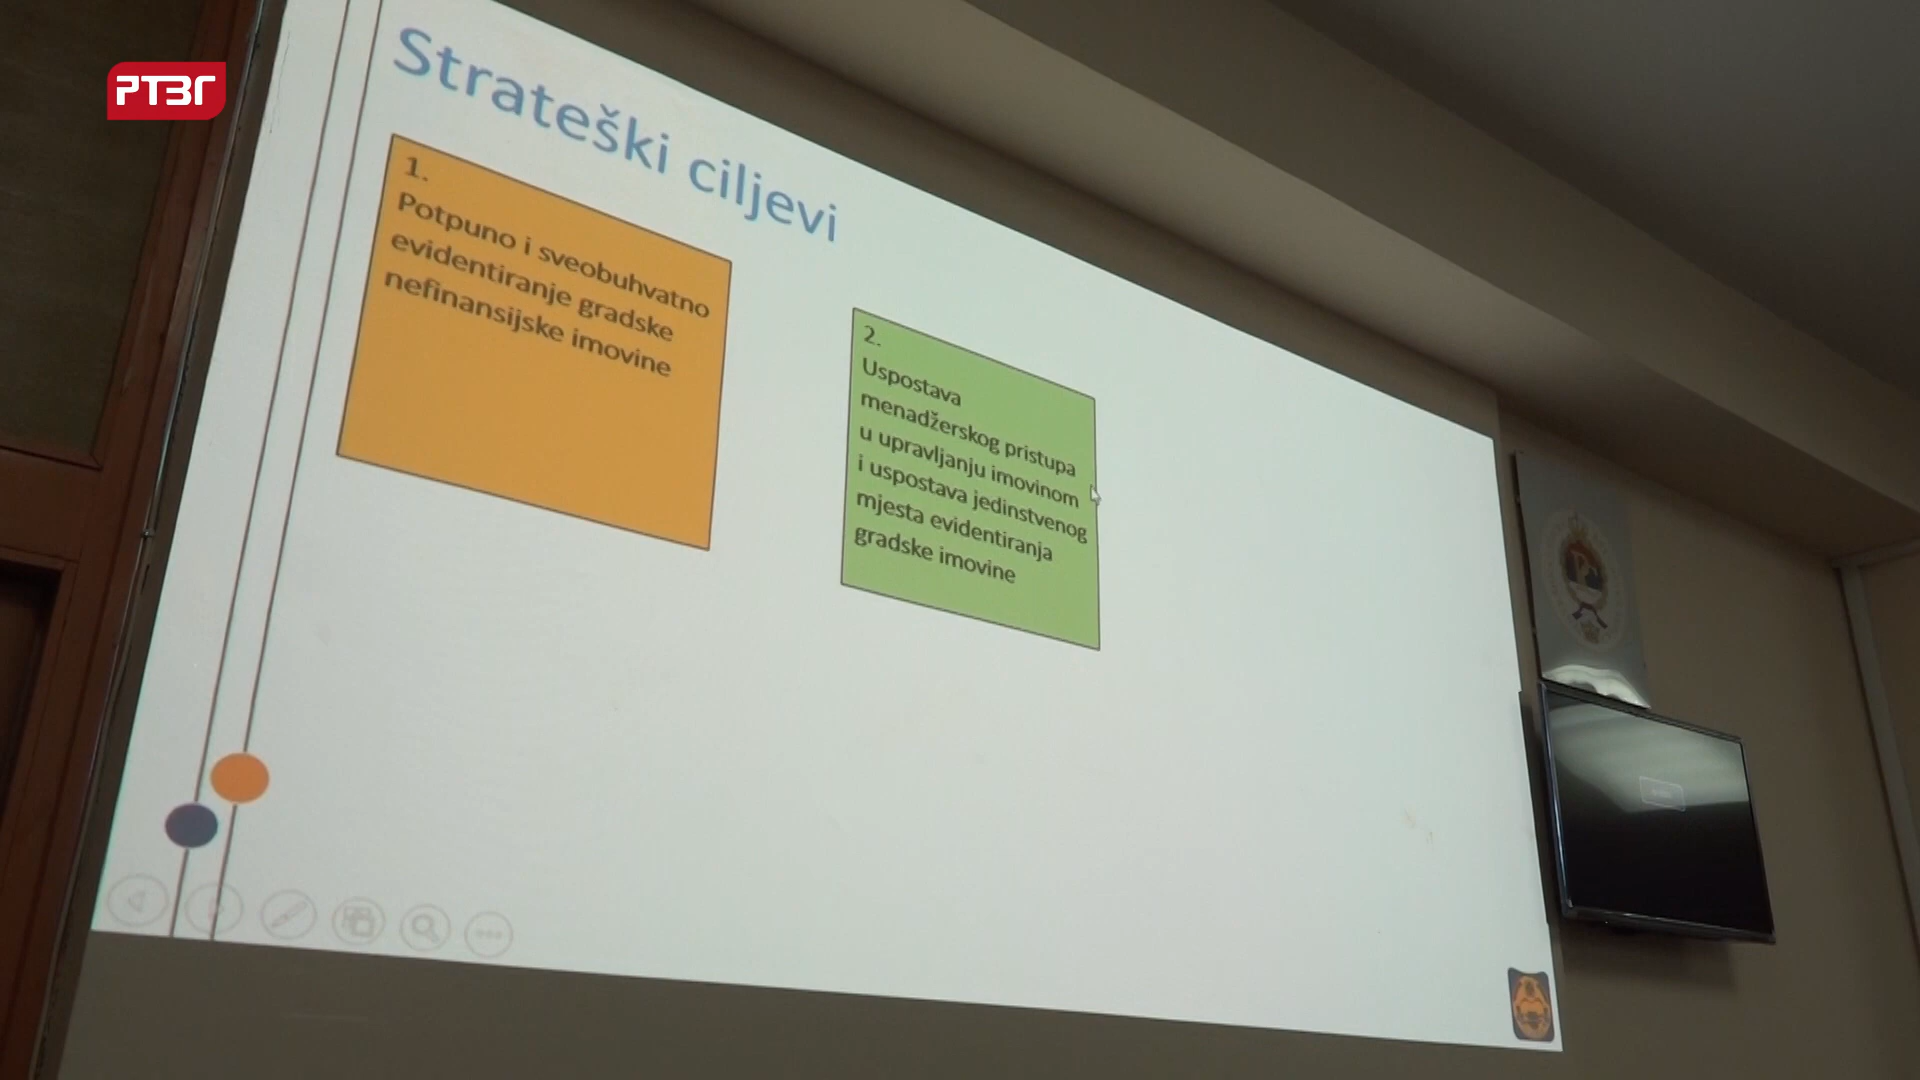 РТВГ
Strateški ciljevi
1.
Potpuno i sveobuhvatno
evidentiranje gradske
nefinansijske imovine
2.
Uspostava
menadžerskog pristupa
u upravljanju imovinom
i uspostava jedinstvenog
mjesta evidentiranja
gradske imovine